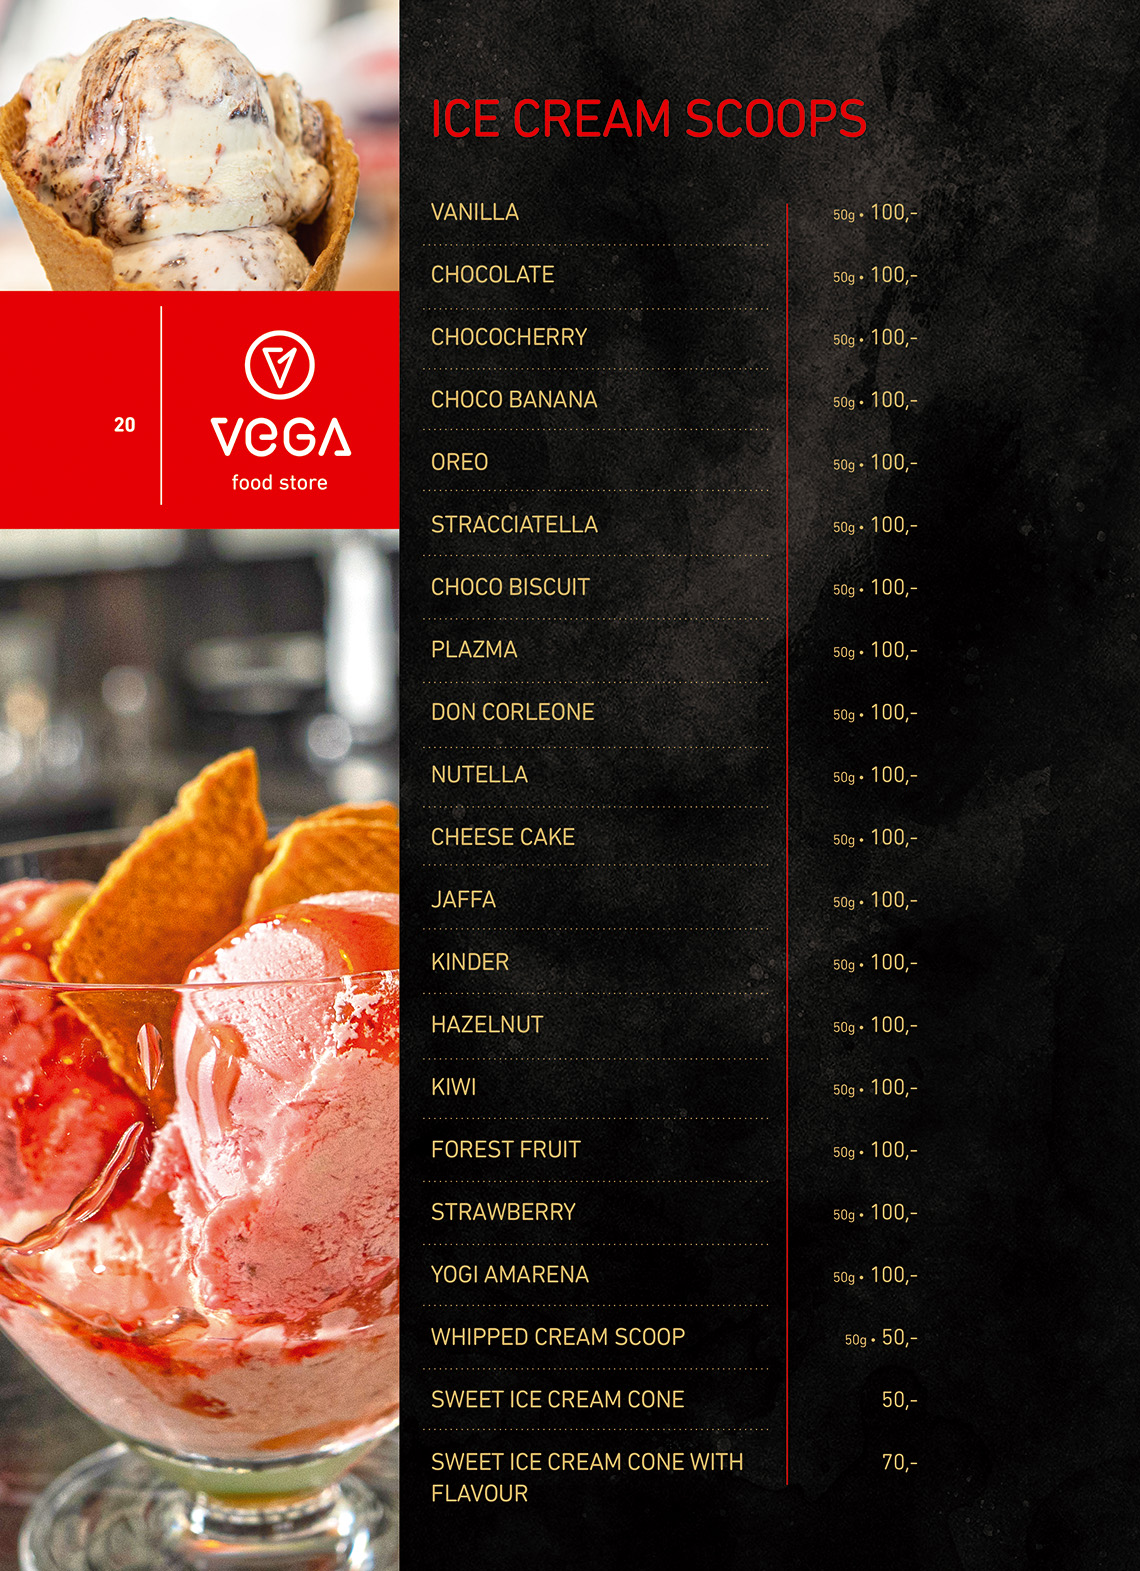 ICE CREAM SCOOPS
VANILLA 50g • 100,-
CHOCOLATE 50g • 100,-
CHOCOCHERRY 50g • 100,-
CHOCO BANANA 50g • 100,-
OREO 50g • 100,-
STRACCIATELLA 50g • 100,-
CHOCO BISCUIT 50g • 100,-
PLAZMA 50g • 100,-
DON CORLEONE 50g • 100,-
NUTELLA 50g • 100,-
CHEESE CAKE 50g • 100,-
JAFFA 50g • 100,-
KINDER 50g • 100,-
HAZELNUT 50g • 100,-
KIWI 50g • 100,-
FOREST FRUIT 50g • 100,-
STRAWBERRY 50g • 100,-
YOGI AMARENA 50g • 100,-
WHIPPED CREAM SCOOP 50g • 50,-
SWEET ICE CREAM CONE 50,-
SWEET ICE CREAM CONE WITH 70,-
FLAVOUR
20
VeGA
food store